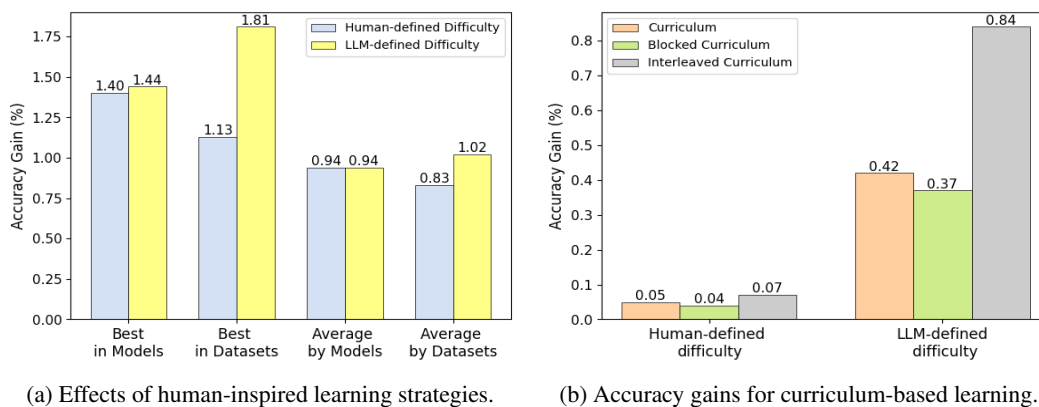 Accuracy Gain (%)
1.75
1.50
1.25
1.00
0.75
0.50
0.25
0.00
Human-defined Difficulty
LLM-defined Difficulty
1.40
1.44
1.13
1.81
0.94
0.94
0.83
1.02
Best
in Models
Best
in Datasets
Average
by Models
Average
by Datasets
(a) Effects of human-inspired learning strategies.
Accuracy Gain (%)
0.8
0.7
0.6
0.5
0.4
0.3
0.2
0.1
0.0
Curriculum
Blocked Curriculum
Interleaved Curriculum
0.05
0.04
0.07
0.42
0.37
0.84
Human-defined
difficulty
LLM-defined
difficulty
(b) Accuracy gains for curriculum-based learning.